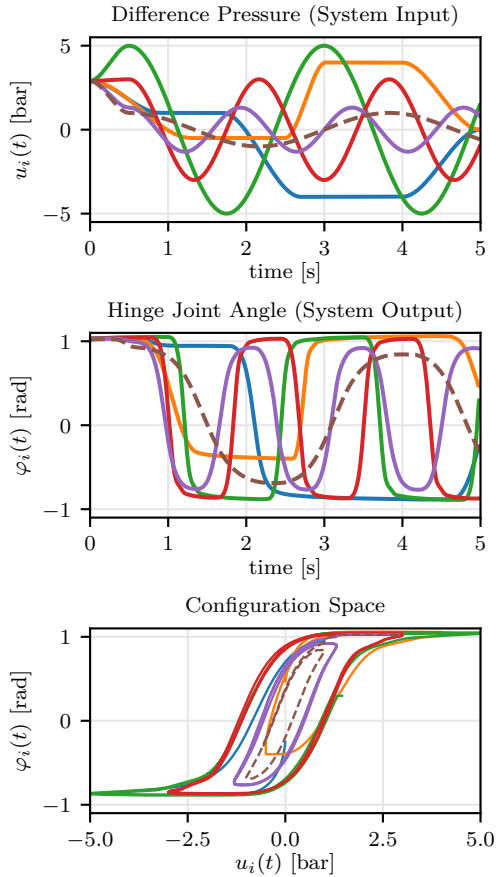 Difference Pressure (System Input)
u_i(t) [bar]
5
0
−5
0 1 2 3 4 5
time [s]
Hinge Joint Angle (System Output)
φ_i(t) [rad]
1
0
−1
0 1 2 3 4 5
time [s]
Configuration Space
φ_i(t) [rad]
1
0
−1
−5.0 −2.5 0.0 2.5 5.0
u_i(t) [bar]